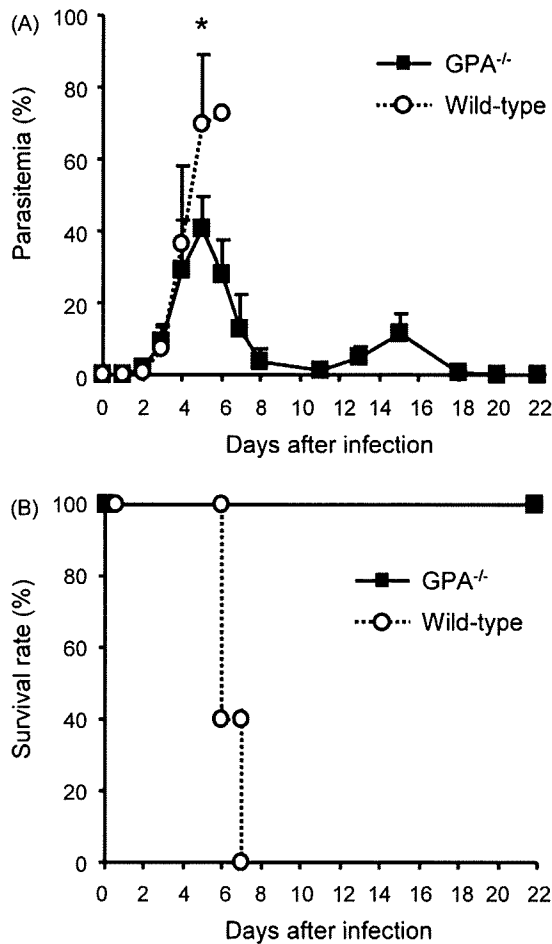 (A)
Parasitemia (%)
100
80
60
40
20
0
*
GPA-/-
Wild-type
0 2 4 6 8 10 12 14 16 18 20 22
Days after infection
(B)
Survival rate (%)
100
80
60
40
20
0
GPA-/-
Wild-type
0 2 4 6 8 10 12 14 16 18 20 22
Days after infection